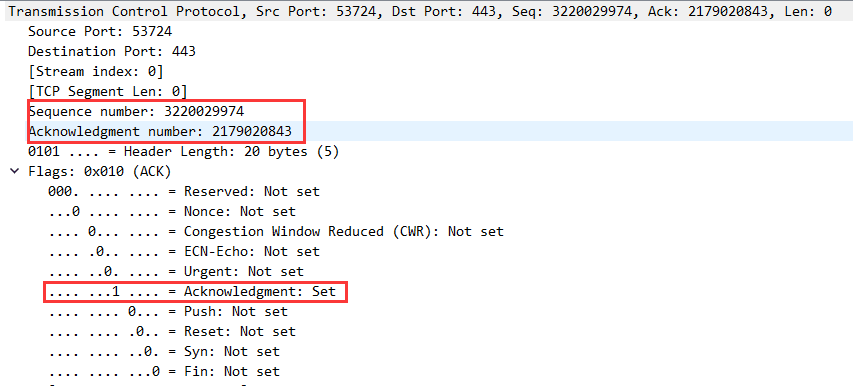 Transmission Control Protocol, Src Port: 53724, Dst Port: 443, Seq: 3220029974, Ack: 2179020843, Len: 0
Source Port: 53724
Destination Port: 443
[Stream index: 0]
[TCP Segment Len: 0]
Sequence number: 3220029974
Acknowledgment number: 2179020843
0101 .... = Header Length: 20 bytes (5)
Flags: 0x010 (ACK)
000. .... .... = Reserved: Not set
...0 .... .... = Nonce: Not set
.... 0... .... = Congestion Window Reduced (CWR): Not set
.... .0.. .... = ECN-Echo: Not set
.... ..0. .... = Urgent: Not set
.... ...1 .... = Acknowledgment: Set
.... .... 0... = Push: Not set
.... .... .0.. = Reset: Not set
.... .... ..0. = Syn: Not set
.... .... ...0 = Fin: Not set